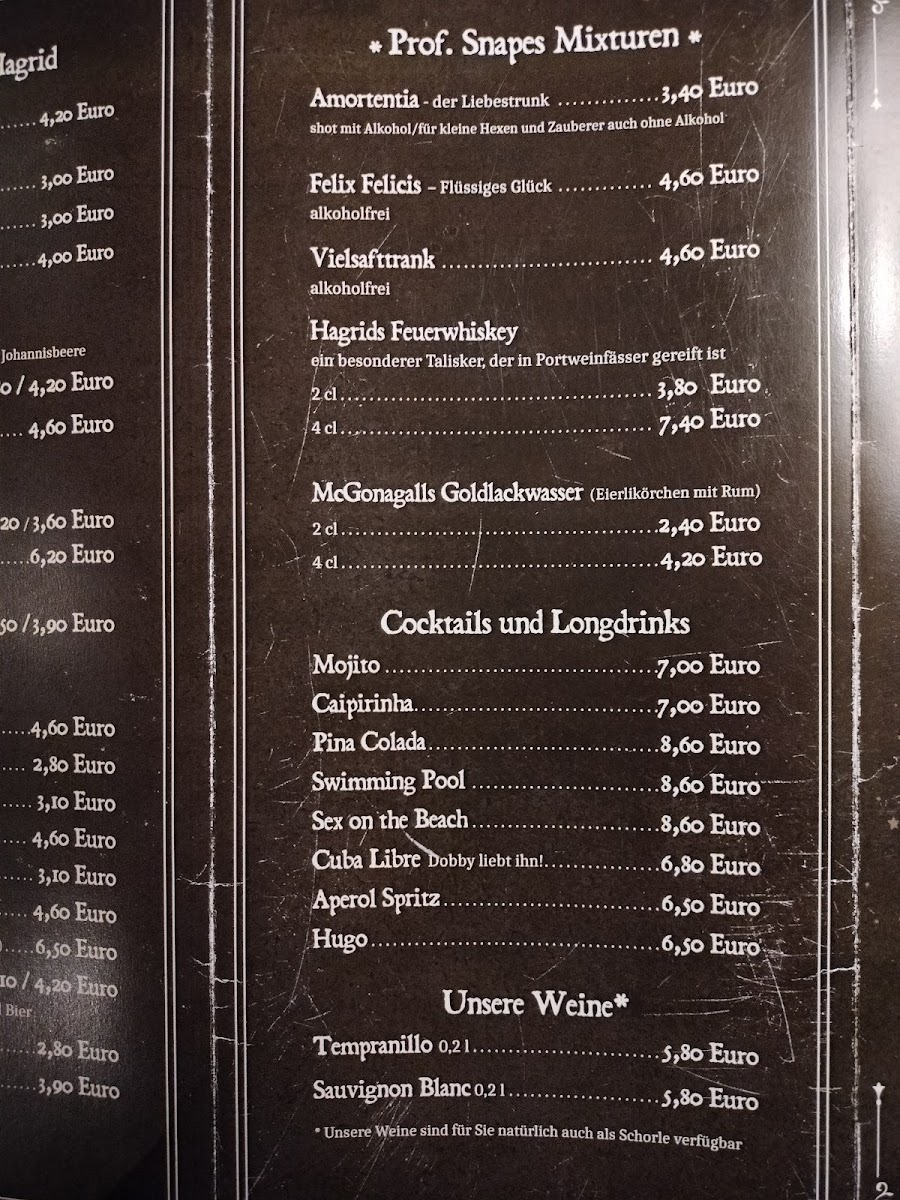 Hagrid
......4,20 Euro
......3,00 Euro
......3,00 Euro
......4,00 Euro
Johannisbeere
/ 4,20 Euro
.... 4,60 Euro
20 / 3,60 Euro
.....6,20 Euro
50 / 3,90 Euro
.....4,60 Euro
.... 2,80 Euro
.....3,10 Euro
.....4,60 Euro
.....3,10 Euro
.....4,60 Euro
).....6,50 Euro
10 / 4,20 Euro
Bier
.....2,80 Euro
.....3,90 Euro
* Prof. Snapes Mixturen *
Amortentia - der Liebestrunk ..............3,40 Euro
shot mit Alkohol/für kleine Hexen und Zauberer auch ohne Alkohol
Felix Felicis – Flüssiges Glück ............. 4,60 Euro
alkoholfrei
Vielsafttrank ............................. 4,60 Euro
alkoholfrei
Hagrids Feuerwhiskey
ein besonderer Talisker, der in Portweinfässer gereift ist
2 cl........................................... 3,80 Euro
4 cl........................................... 7,40 Euro
McGonagalls Goldlackwasser (Eierlikörchen mit Rum)
2 cl...........................................2,40 Euro
4 cl...........................................4,20 Euro
Cocktails und Longdrinks
Mojito .....................................7,00 Euro
Caipirinha.................................7,00 Euro
Pina Colada................................8,60 Euro
Swimming Pool ..........................8,60 Euro
Sex on the Beach..........................8,60 Euro
Cuba Libre Dobby liebt ihn!................6,80 Euro
Aperol Spritz..............................6,50 Euro
Hugo.......................................6,50 Euro
Unsere Weine*
Tempranillo 0,2 l..........................5,80 Euro
Sauvignon Blanc 0,2 l.....................5,80 Euro
* Unsere Weine sind für Sie natürlich auch als Schorle verfügbar
2